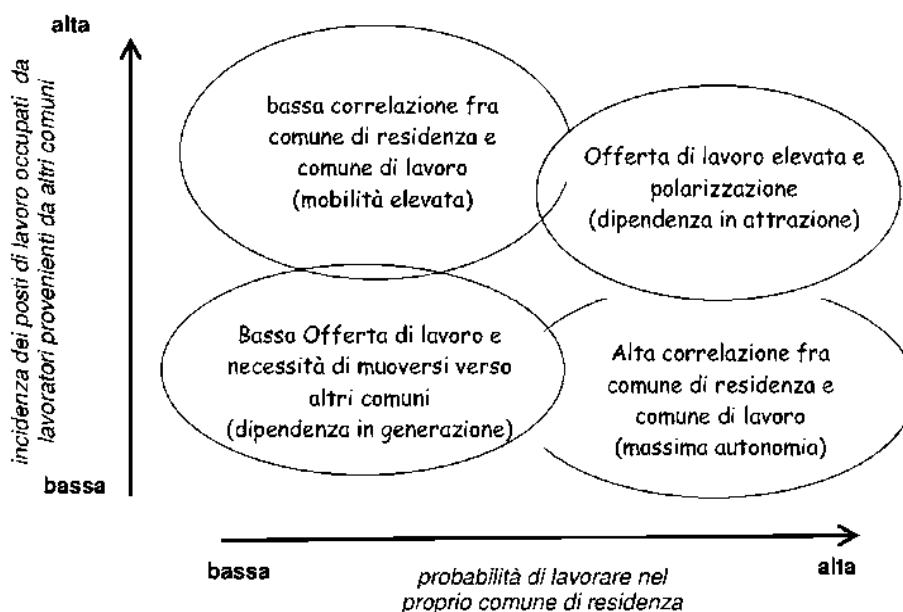 alta
incidenza dei posti di lavoro occupati da
lavoratori provenienti da altri comuni
bassa
bassa correlazione fra
comune di residenza e
comune di lavoro
(mobilità elevata)
Offerta di lavoro elevata e
polarizzazione
(dipendenza in attrazione)
Bassa Offerta di lavoro e
necessità di muoversi verso
altri comuni
(dipendenza in generazione)
Alta correlazione fra
comune di residenza e
comune di lavoro
(massima autonomia)
bassa
alta
probabilità di lavorare nel
proprio comune di residenza